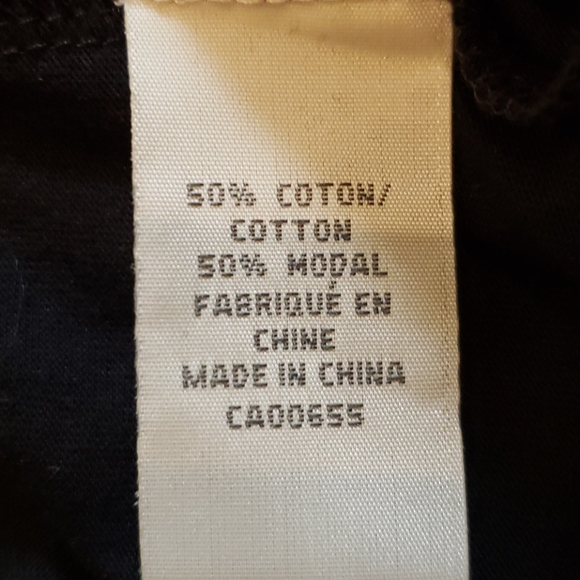 50% COTON/
COTTON
50% MODAL
FABRIQUÉ EN
CHINE
MADE IN CHINA
CA00655